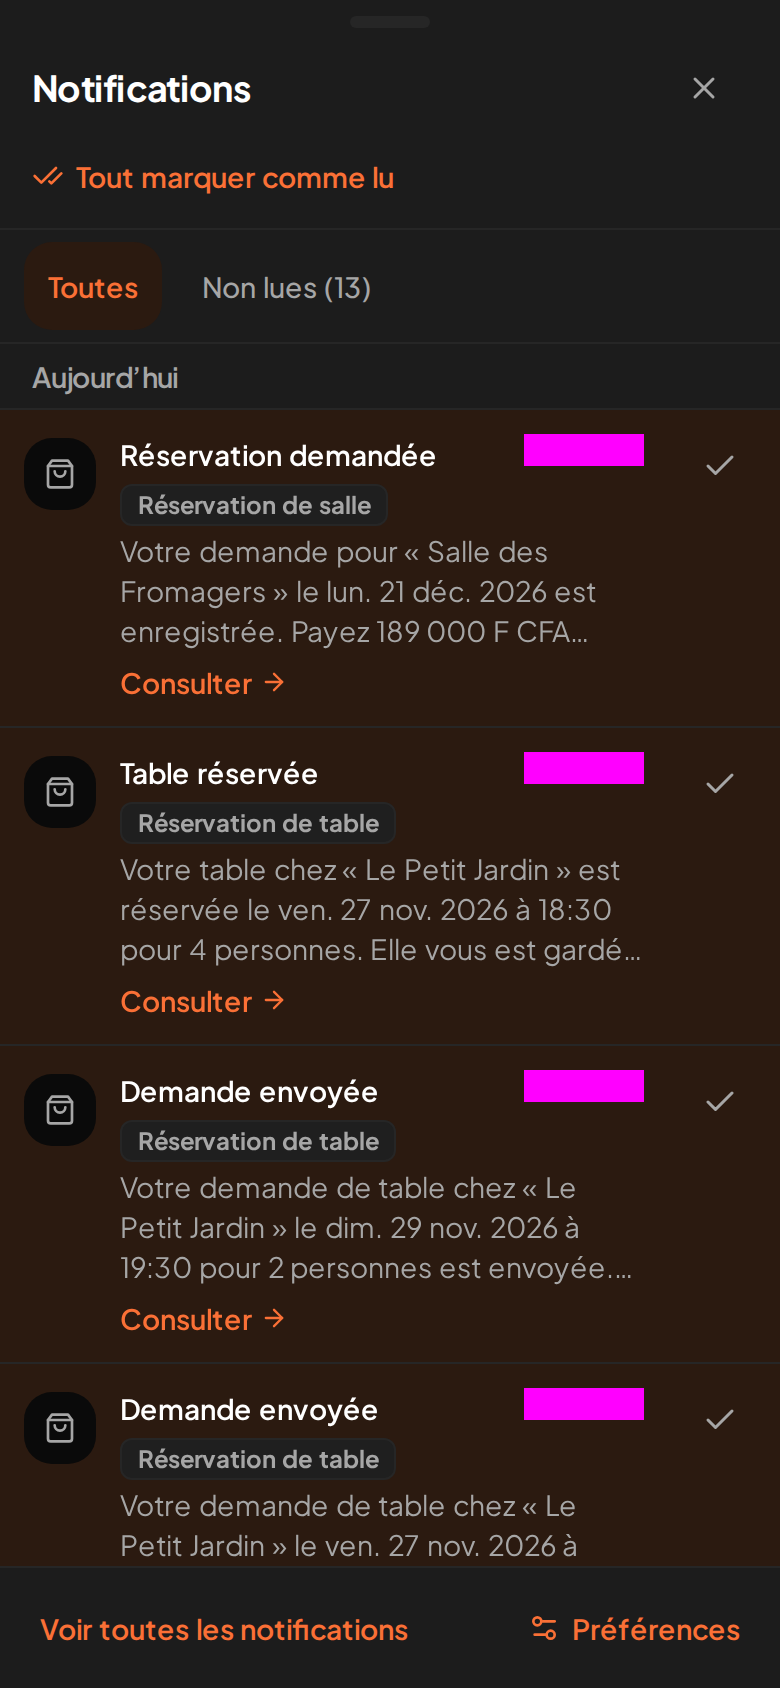 Notifications
Tout marquer comme lu
Toutes
Non lues (13)
Aujourd’hui
Réservation demandée
Réservation de salle
Votre demande pour « Salle des
Fromagers » le lun. 21 déc. 2026 est
enregistrée. Payez 189 000 F CFA…
Consulter
Table réservée
Réservation de table
Votre table chez « Le Petit Jardin » est
réservée le ven. 27 nov. 2026 à 18:30
pour 4 personnes. Elle vous est gardé…
Consulter
Demande envoyée
Réservation de table
Votre demande de table chez « Le
Petit Jardin » le dim. 29 nov. 2026 à
19:30 pour 2 personnes est envoyée.…
Consulter
Demande envoyée
Réservation de table
Votre demande de table chez « Le
Petit Jardin » le ven. 27 nov. 2026 à
Voir toutes les notifications
Préférences